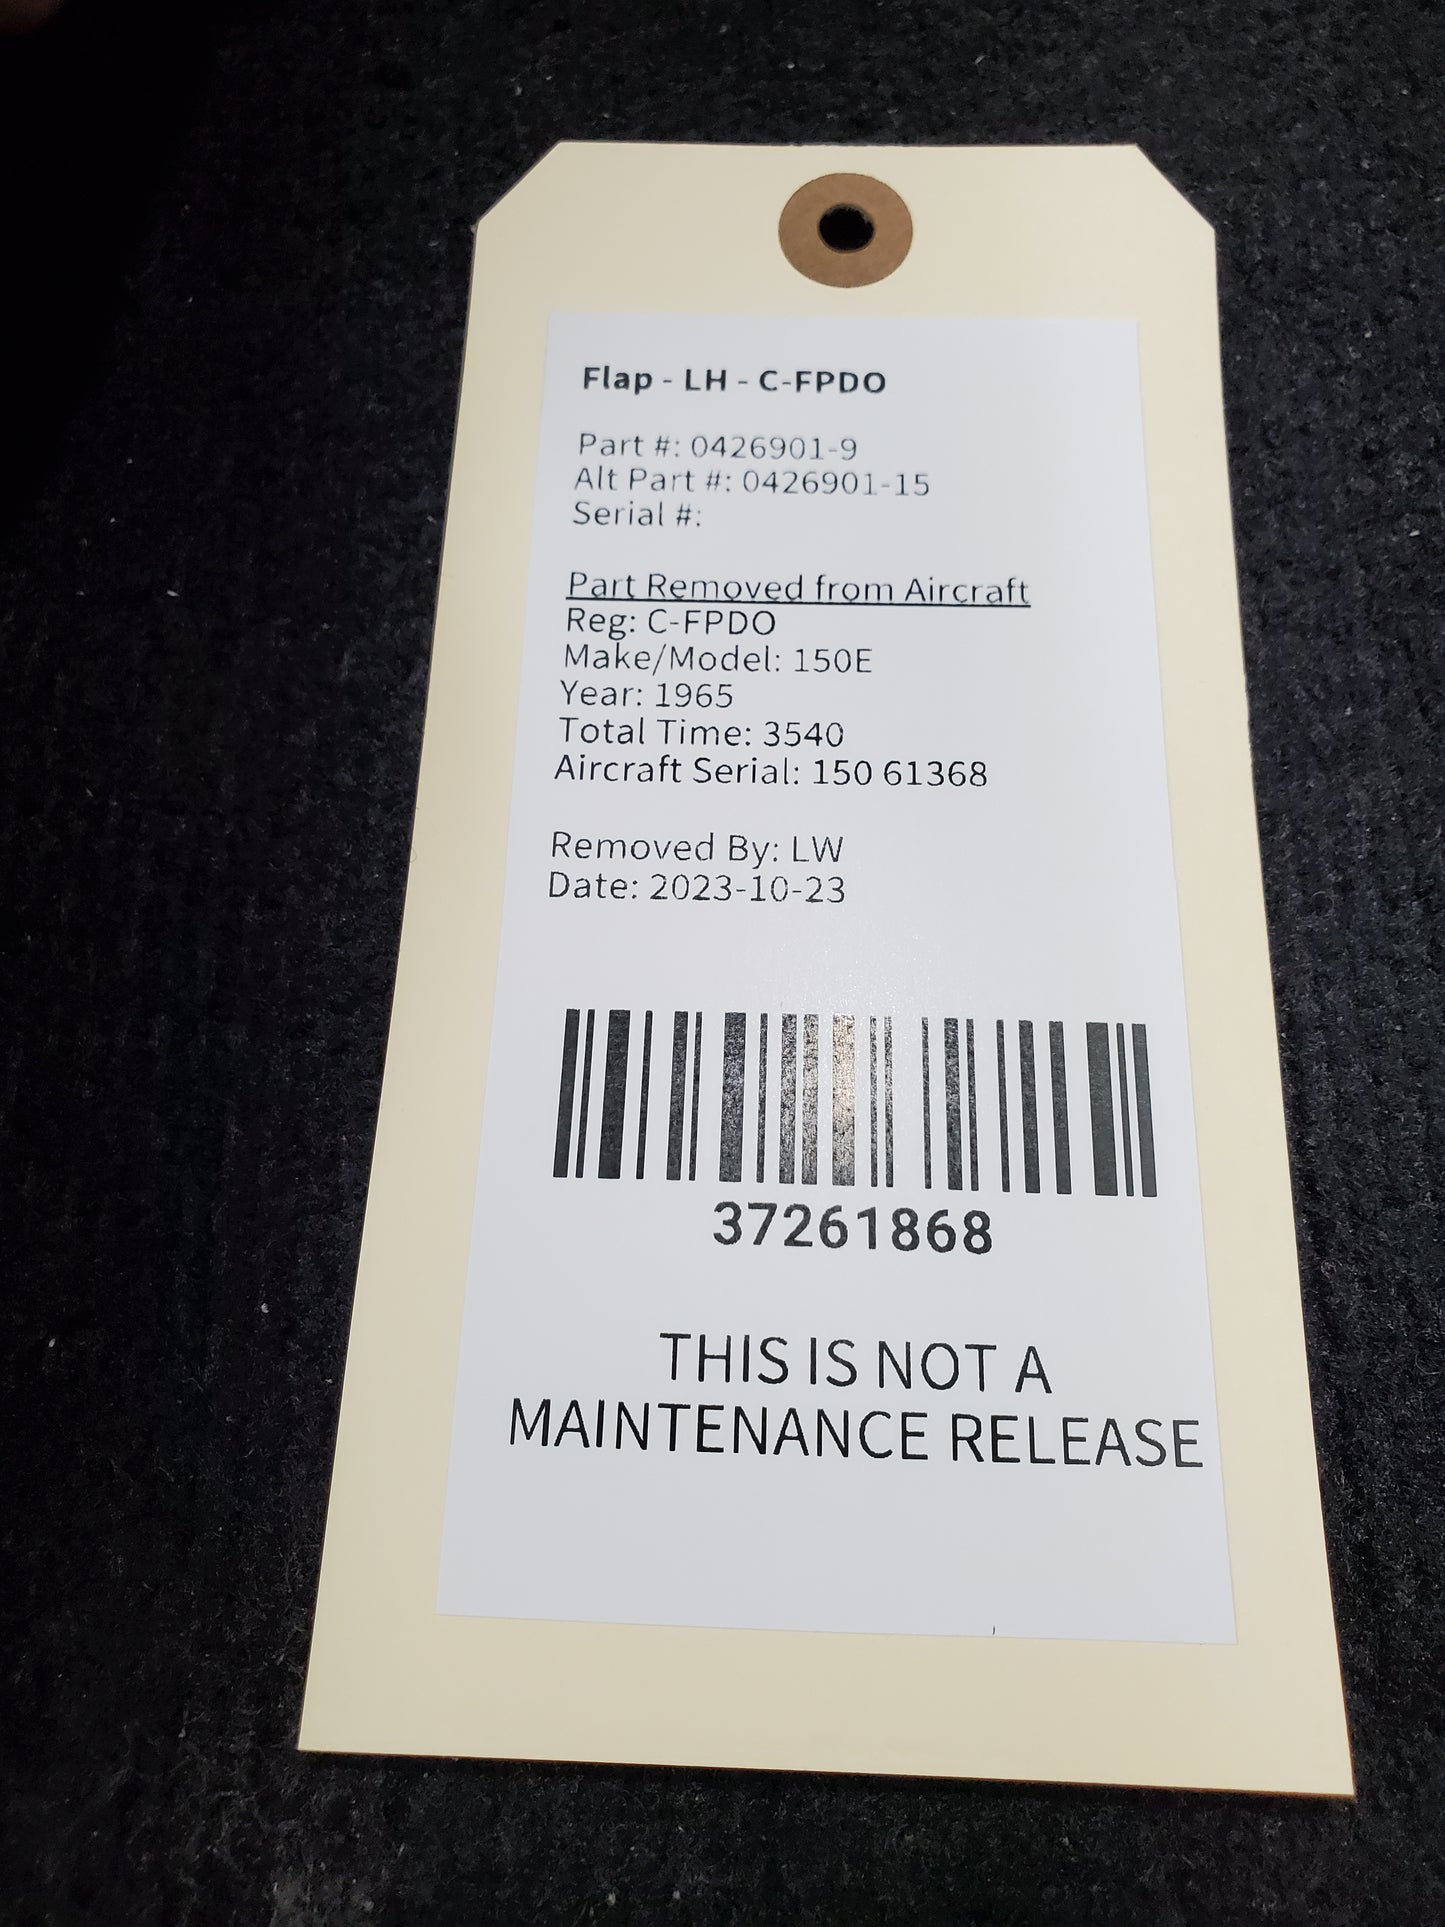 Flap - LH - C-FPDO
Part #: 0426901-9
Alt Part #: 0426901-15
Serial #:
Part Removed from Aircraft
Reg: C-FPDO
Make/Model: 150E
Year: 1965
Total Time: 3540
Aircraft Serial: 150 61368
Removed By: LW
Date: 2023-10-23
37261868
THIS IS NOT A
MAINTENANCE RELEASE